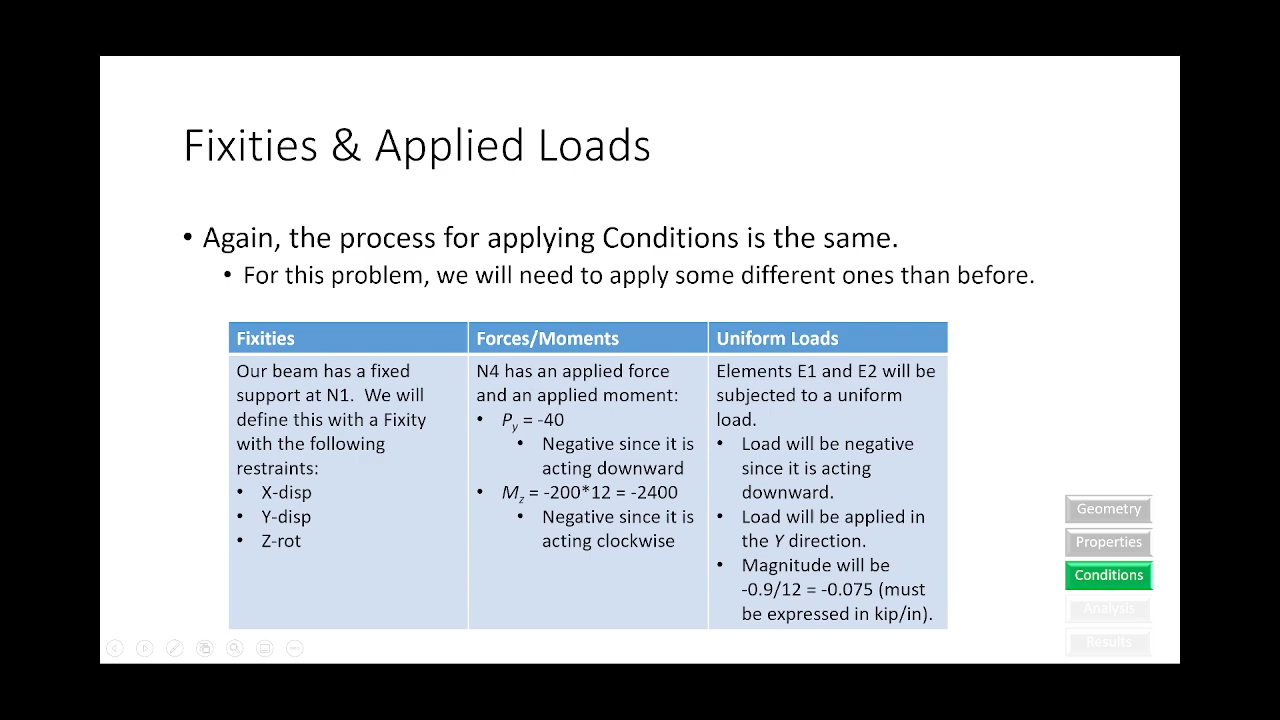 Fixities & Applied Loads
• Again, the process for applying Conditions is the same.
• For this problem, we will need to apply some different ones than before.
Fixities
Our beam has a fixed
support at N1. We will
define this with a Fixity
with the following
restraints:
• X-disp
• Y-disp
• Z-rot
Forces/Moments
N4 has an applied force
and an applied moment:
• Py = -40
• Negative since it is
acting downward
• Mz = -200*12 = -2400
• Negative since it is
acting clockwise
Uniform Loads
Elements E1 and E2 will be
subjected to a uniform
load.
• Load will be negative
since it is acting
downward.
• Load will be applied in
the Y direction.
• Magnitude will be
-0.9/12 = -0.075 (must
be expressed in kip/in).
Geometry
Properties
Conditions
Analysis
Results